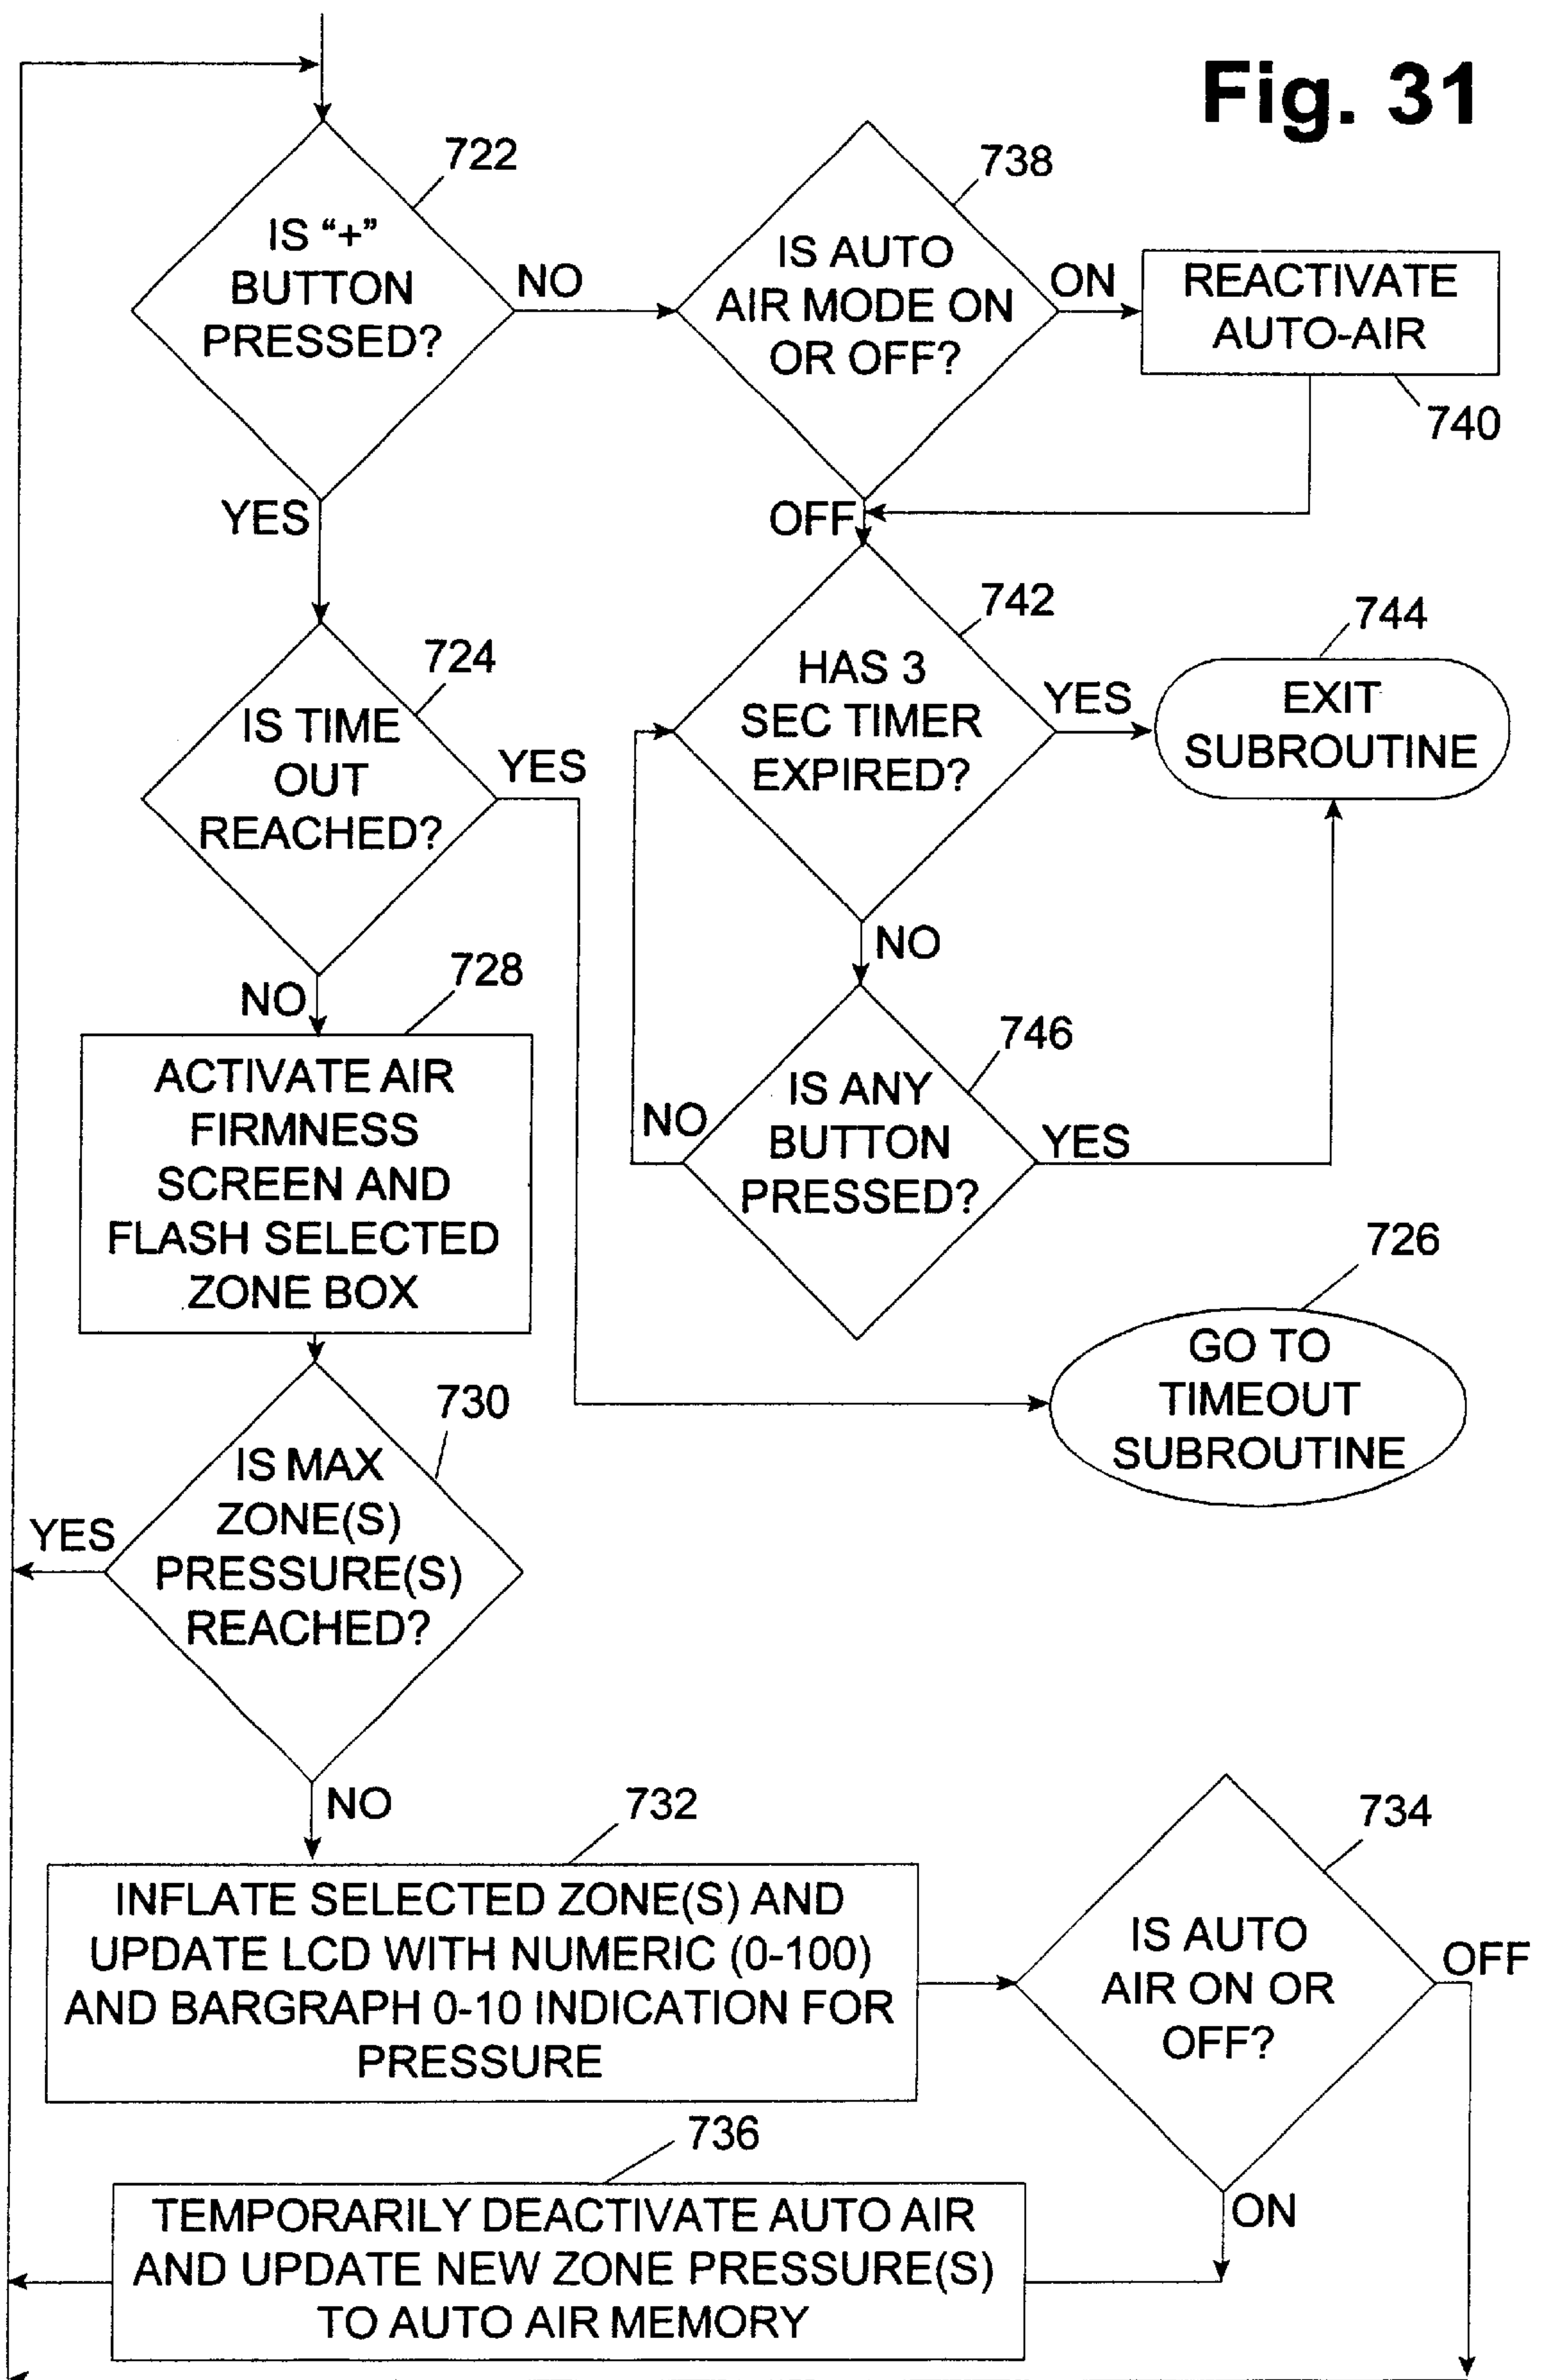 Fig. 31
722
IS “+”
BUTTON
PRESSED?
NO
YES
738
IS AUTO
AIR MODE ON
OR OFF?
ON
OFF
REACTIVATE
AUTO-AIR
740
724
IS TIME
OUT
REACHED?
YES
NO
742
HAS 3
SEC TIMER
EXPIRED?
YES
NO
744
EXIT
SUBROUTINE
728
ACTIVATE AIR
FIRMNESS
SCREEN AND
FLASH SELECTED
ZONE BOX
746
IS ANY
BUTTON
PRESSED?
NO
YES
726
GO TO
TIMEOUT
SUBROUTINE
730
IS MAX
ZONE(S)
PRESSURE(S)
REACHED?
YES
NO
732
INFLATE SELECTED ZONE(S) AND
UPDATE LCD WITH NUMERIC (0-100)
AND BARGRAPH 0-10 INDICATION FOR
PRESSURE
734
IS AUTO
AIR ON OR
OFF?
OFF
ON
736
TEMPORARILY DEACTIVATE AUTO AIR
AND UPDATE NEW ZONE PRESSURE(S)
TO AUTO AIR MEMORY